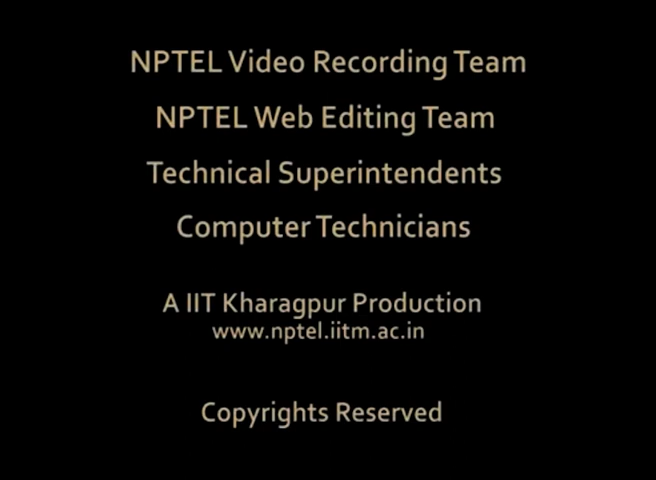 NPTEL Video Recording Team
NPTEL Web Editing Team
Technical Superintendents
Computer Technicians
A IIT Kharagpur Production
www.nptel.iitm.ac.in
Copyrights Reserved